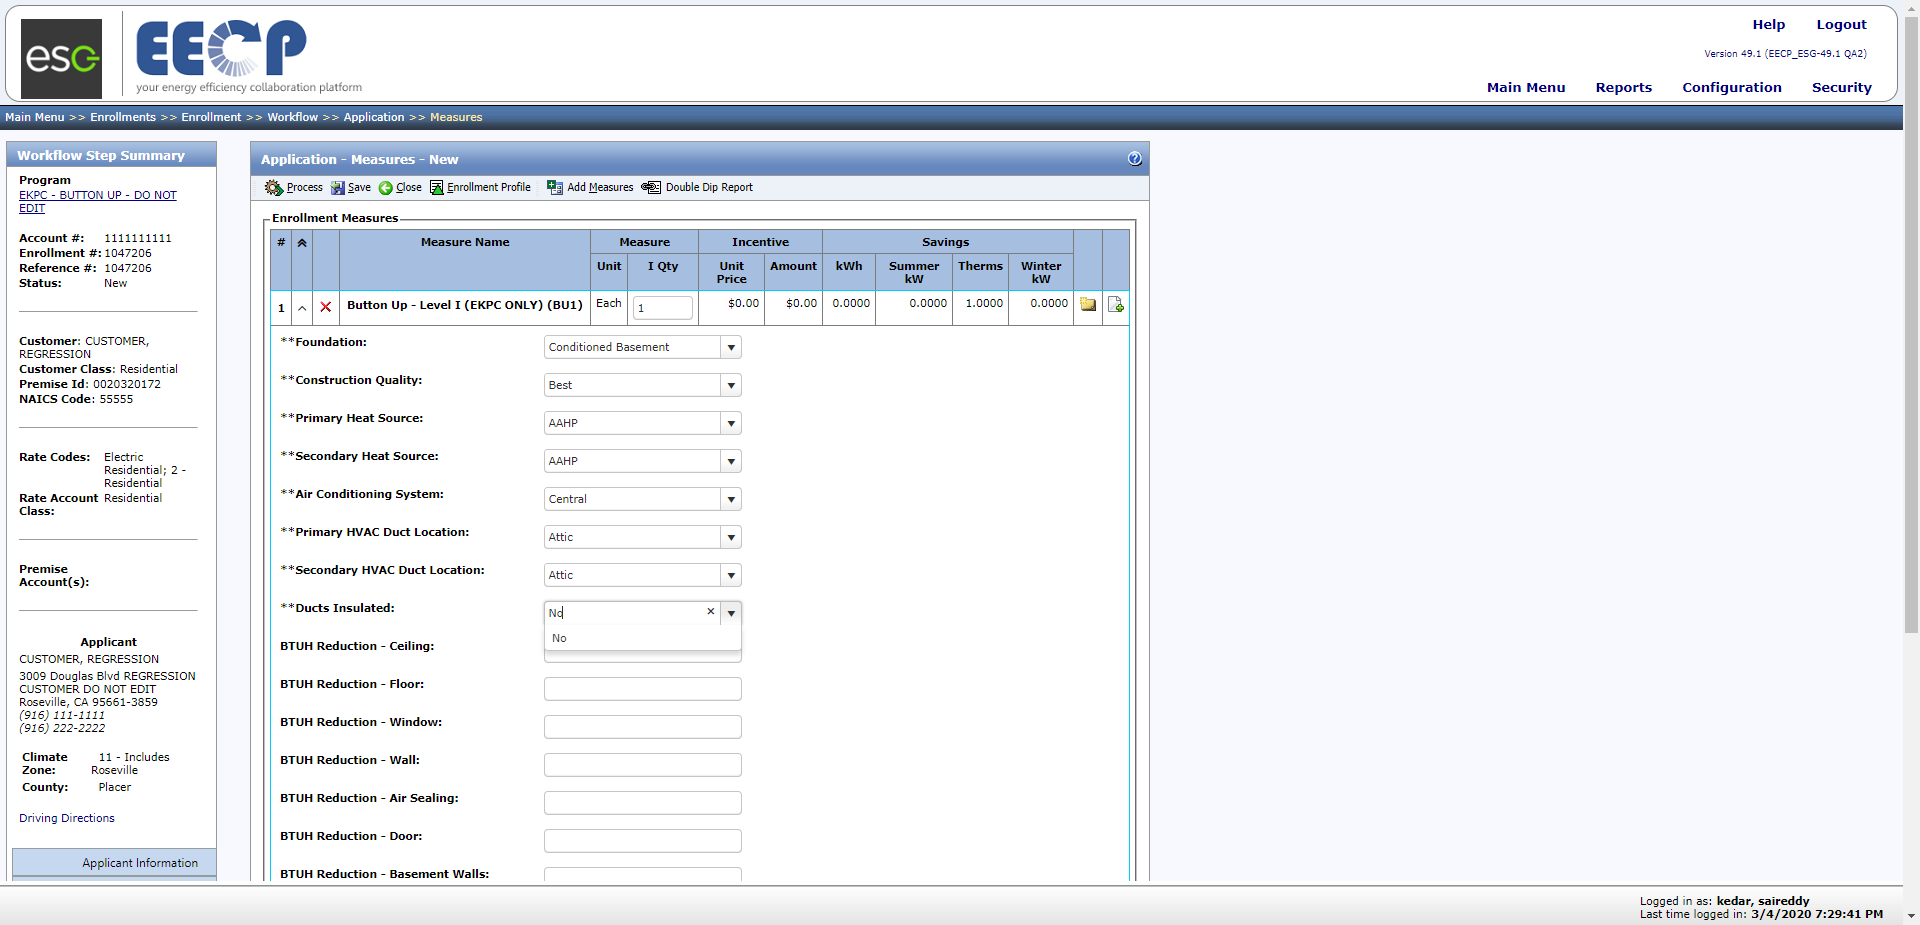 esg
EECP
your energy efficiency collaboration platform
Help Logout
Version 49.1 (EECP_ESG-49.1 QA2)
Main Menu Reports Configuration Security
Main Menu >> Enrollments >> Enrollment >> Workflow >> Application >> Measures
Workflow Step Summary
Program
EKPC - BUTTON UP - DO NOT
EDIT
Account #: 1111111111
Enrollment #: 1047206
Reference #: 1047206
Status: New
Customer: CUSTOMER,
REGRESSION
Customer Class: Residential
Premise Id: 0020320172
NAICS Code: 55555
Rate Codes: Electric
Residential; 2 -
Residential
Rate Account Residential
Class:
Premise
Account(s):
Applicant
CUSTOMER, REGRESSION
3009 Douglas Blvd REGRESSION
CUSTOMER DO NOT EDIT
Roseville, CA 95661-3859
(916) 111-1111
(916) 222-2222
Climate 11 - Includes
Zone: Roseville
County: Placer
Driving Directions
Applicant Information
Application - Measures - New
Process Save Close Enrollment Profile Add Measures Double Dip Report
Enrollment Measures
# Measure Name Measure Incentive Savings
Unit I Qty Unit Price Amount kWh Summer kW Therms Winter kW
1 Button Up - Level I (EKPC ONLY) (BU1) Each 1 $0.00 $0.00 0.0000 0.0000 1.0000 0.0000
**Foundation: Conditioned Basement
**Construction Quality: Best
**Primary Heat Source: AAHP
**Secondary Heat Source: AAHP
**Air Conditioning System: Central
**Primary HVAC Duct Location: Attic
**Secondary HVAC Duct Location: Attic
**Ducts Insulated: No
No
BTUH Reduction - Ceiling:
BTUH Reduction - Floor:
BTUH Reduction - Window:
BTUH Reduction - Wall:
BTUH Reduction - Air Sealing:
BTUH Reduction - Door:
BTUH Reduction - Basement Walls:
Logged in as: kedar, saireddy
Last time logged in: 3/4/2020 7:29:41 PM